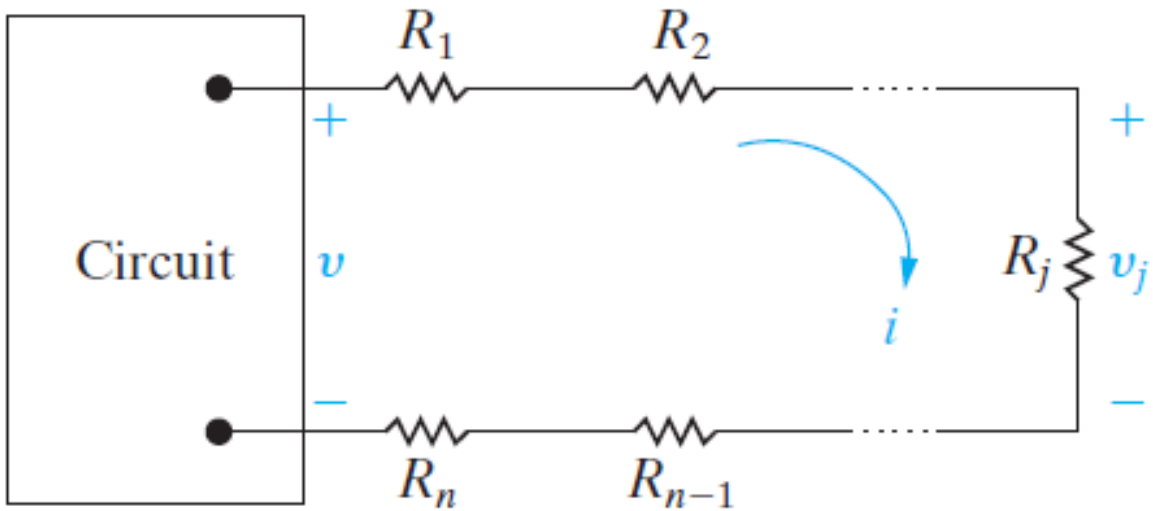 R₁ R₂
+ +
Circuit v Rⱼ vⱼ
i
− −
Rₙ Rₙ₋₁